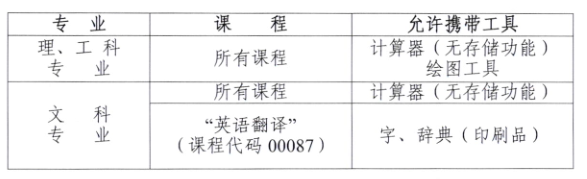 专 业 课 程 允许携带工具
理、工 科
专 业
所有课程
计算器（无存储功能）
绘图工具
文 科
专 业
所有课程 计算器（无存储功能）
“英语翻译”
（课程代码 00087）
字、辞典（印刷品）